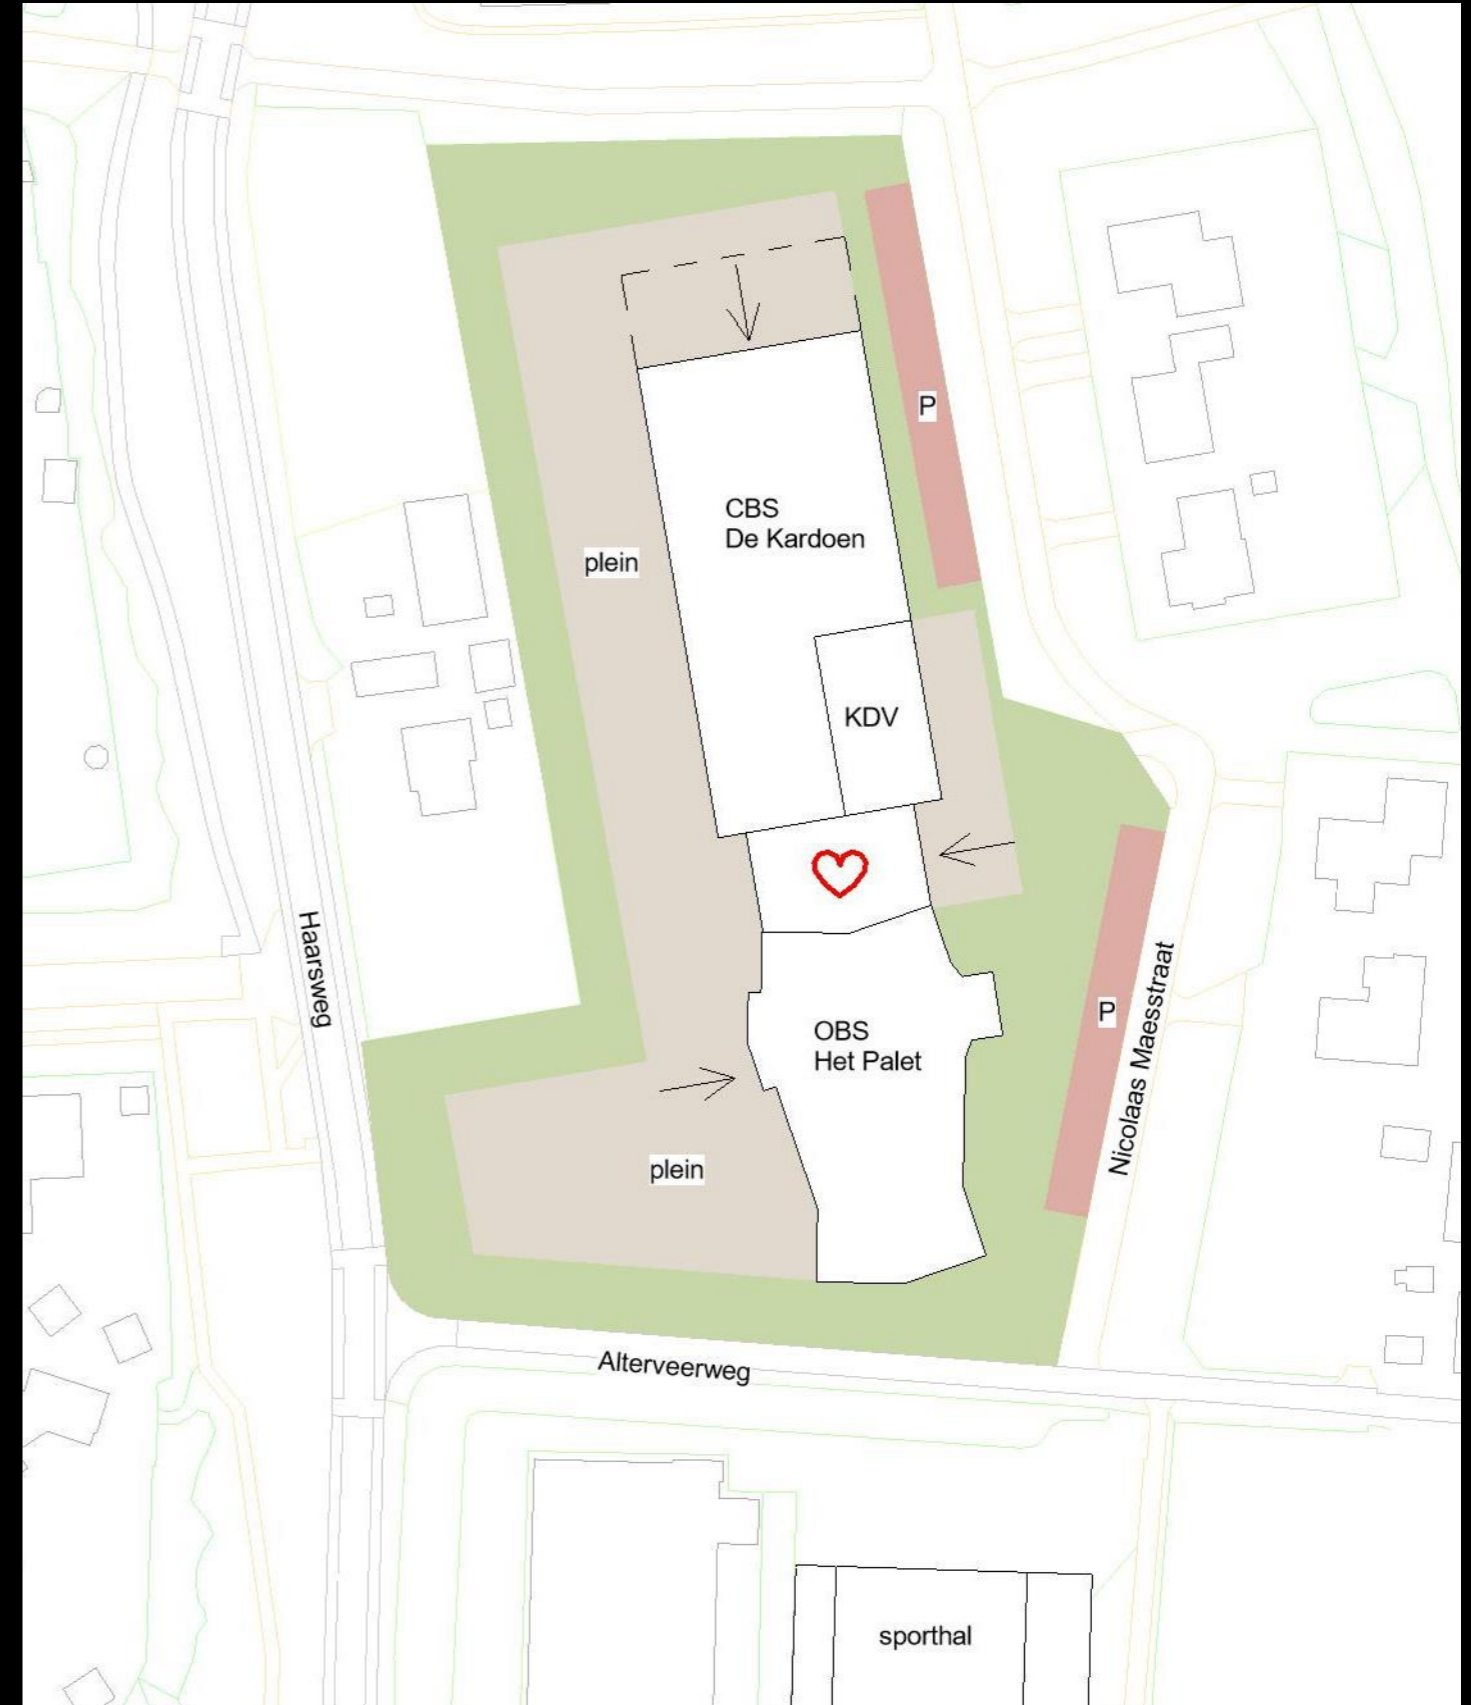 P
CBS
De Kardoen
plein
KDV
Haarsweg
OBS
Het Palet
P
Nicolaas Maesstraat
plein
Alterveerweg
sporthal